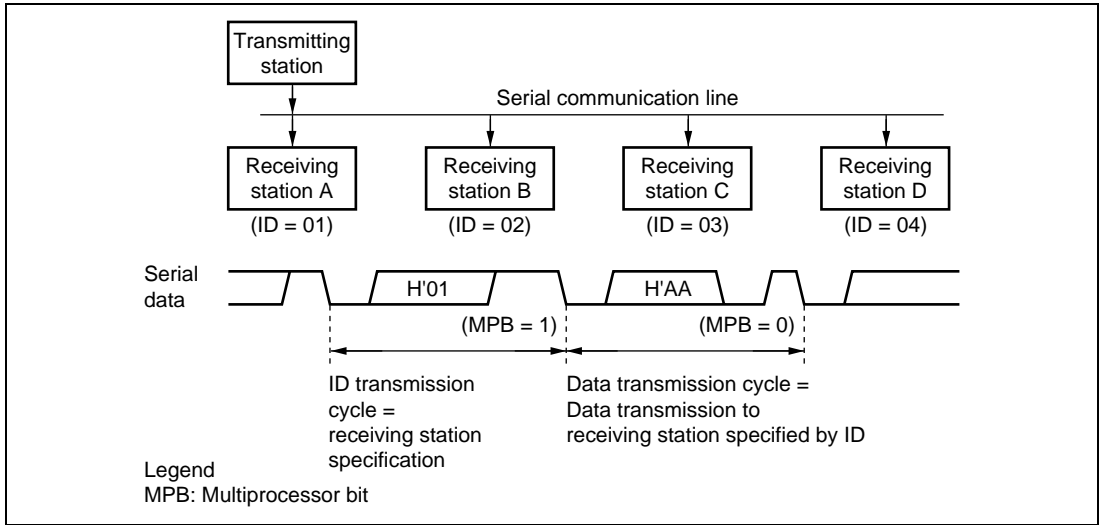 Transmitting
station
Serial communication line
Receiving
station A
Receiving
station B
Receiving
station C
Receiving
station D
(ID = 01)
(ID = 02)
(ID = 03)
(ID = 04)
Serial
data
H'01
H'AA
(MPB = 1)
(MPB = 0)
ID transmission
cycle =
receiving station
specification
Data transmission cycle =
Data transmission to
receiving station specified by ID
Legend
MPB: Multiprocessor bit